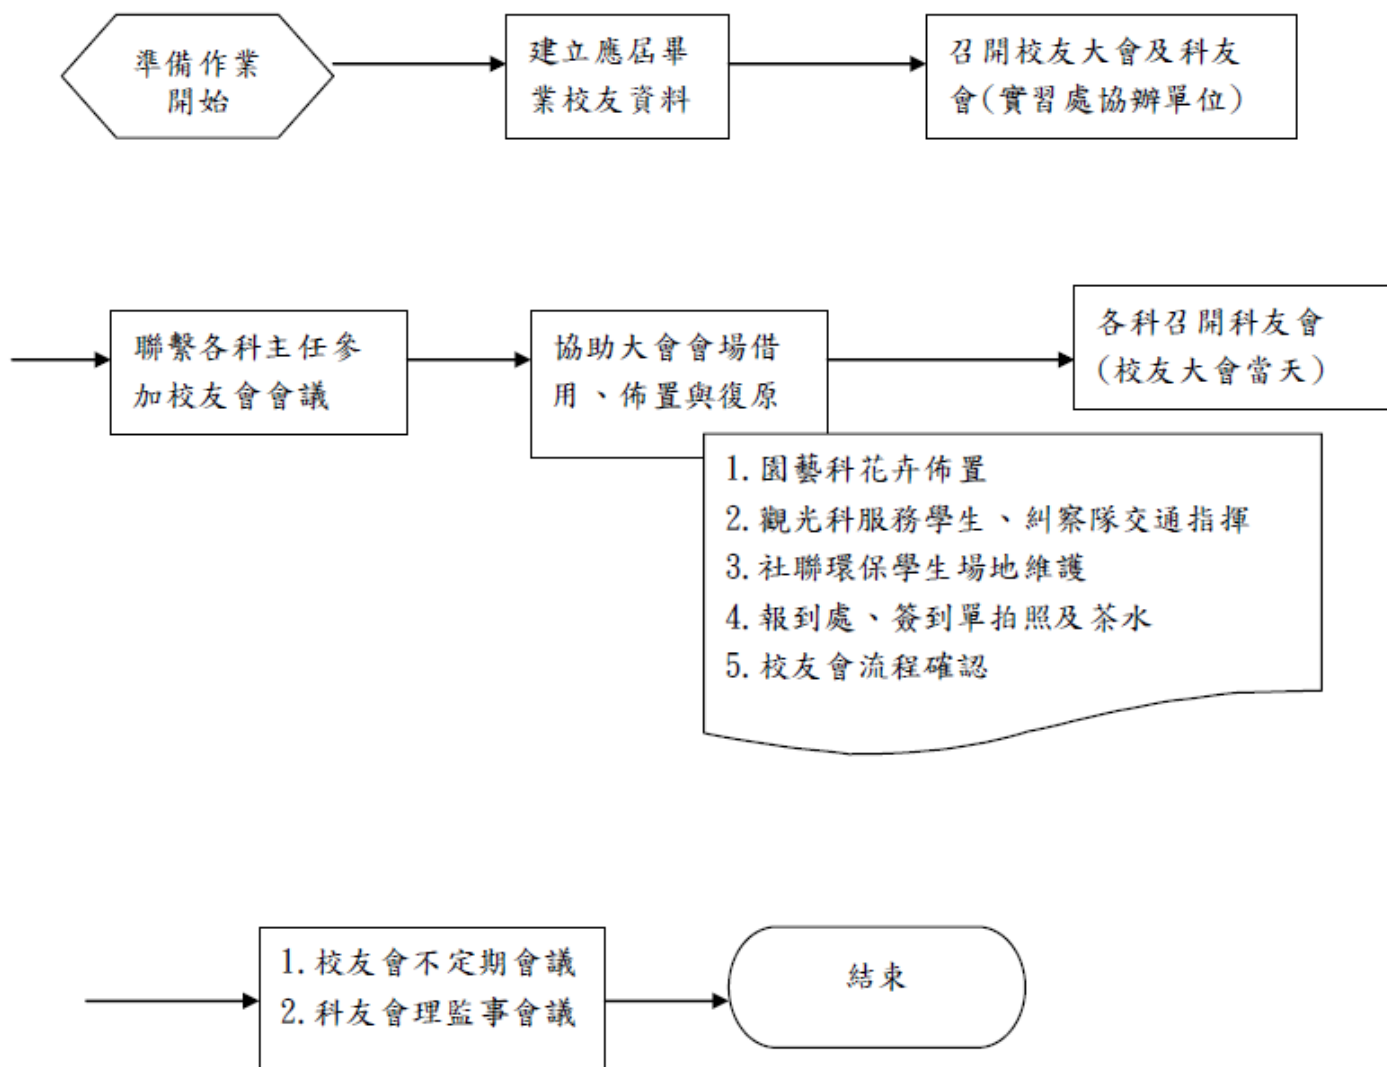 準備作業
開始
建立應屆畢
業校友資料
召開校友大會及科友
會(實習處協辦單位)
聯繫各科主任參
加校友會會議
協助大會會場借
用、佈置與復原
各科召開科友會
(校友大會當天)
1.園藝科花卉佈置
2.觀光科服務學生、糾察隊交通指揮
3.社聯環保學生場地維護
4.報到處、簽到單拍照及茶水
5.校友會流程確認
1.校友會不定期會議
2.科友會理監事會議
結束